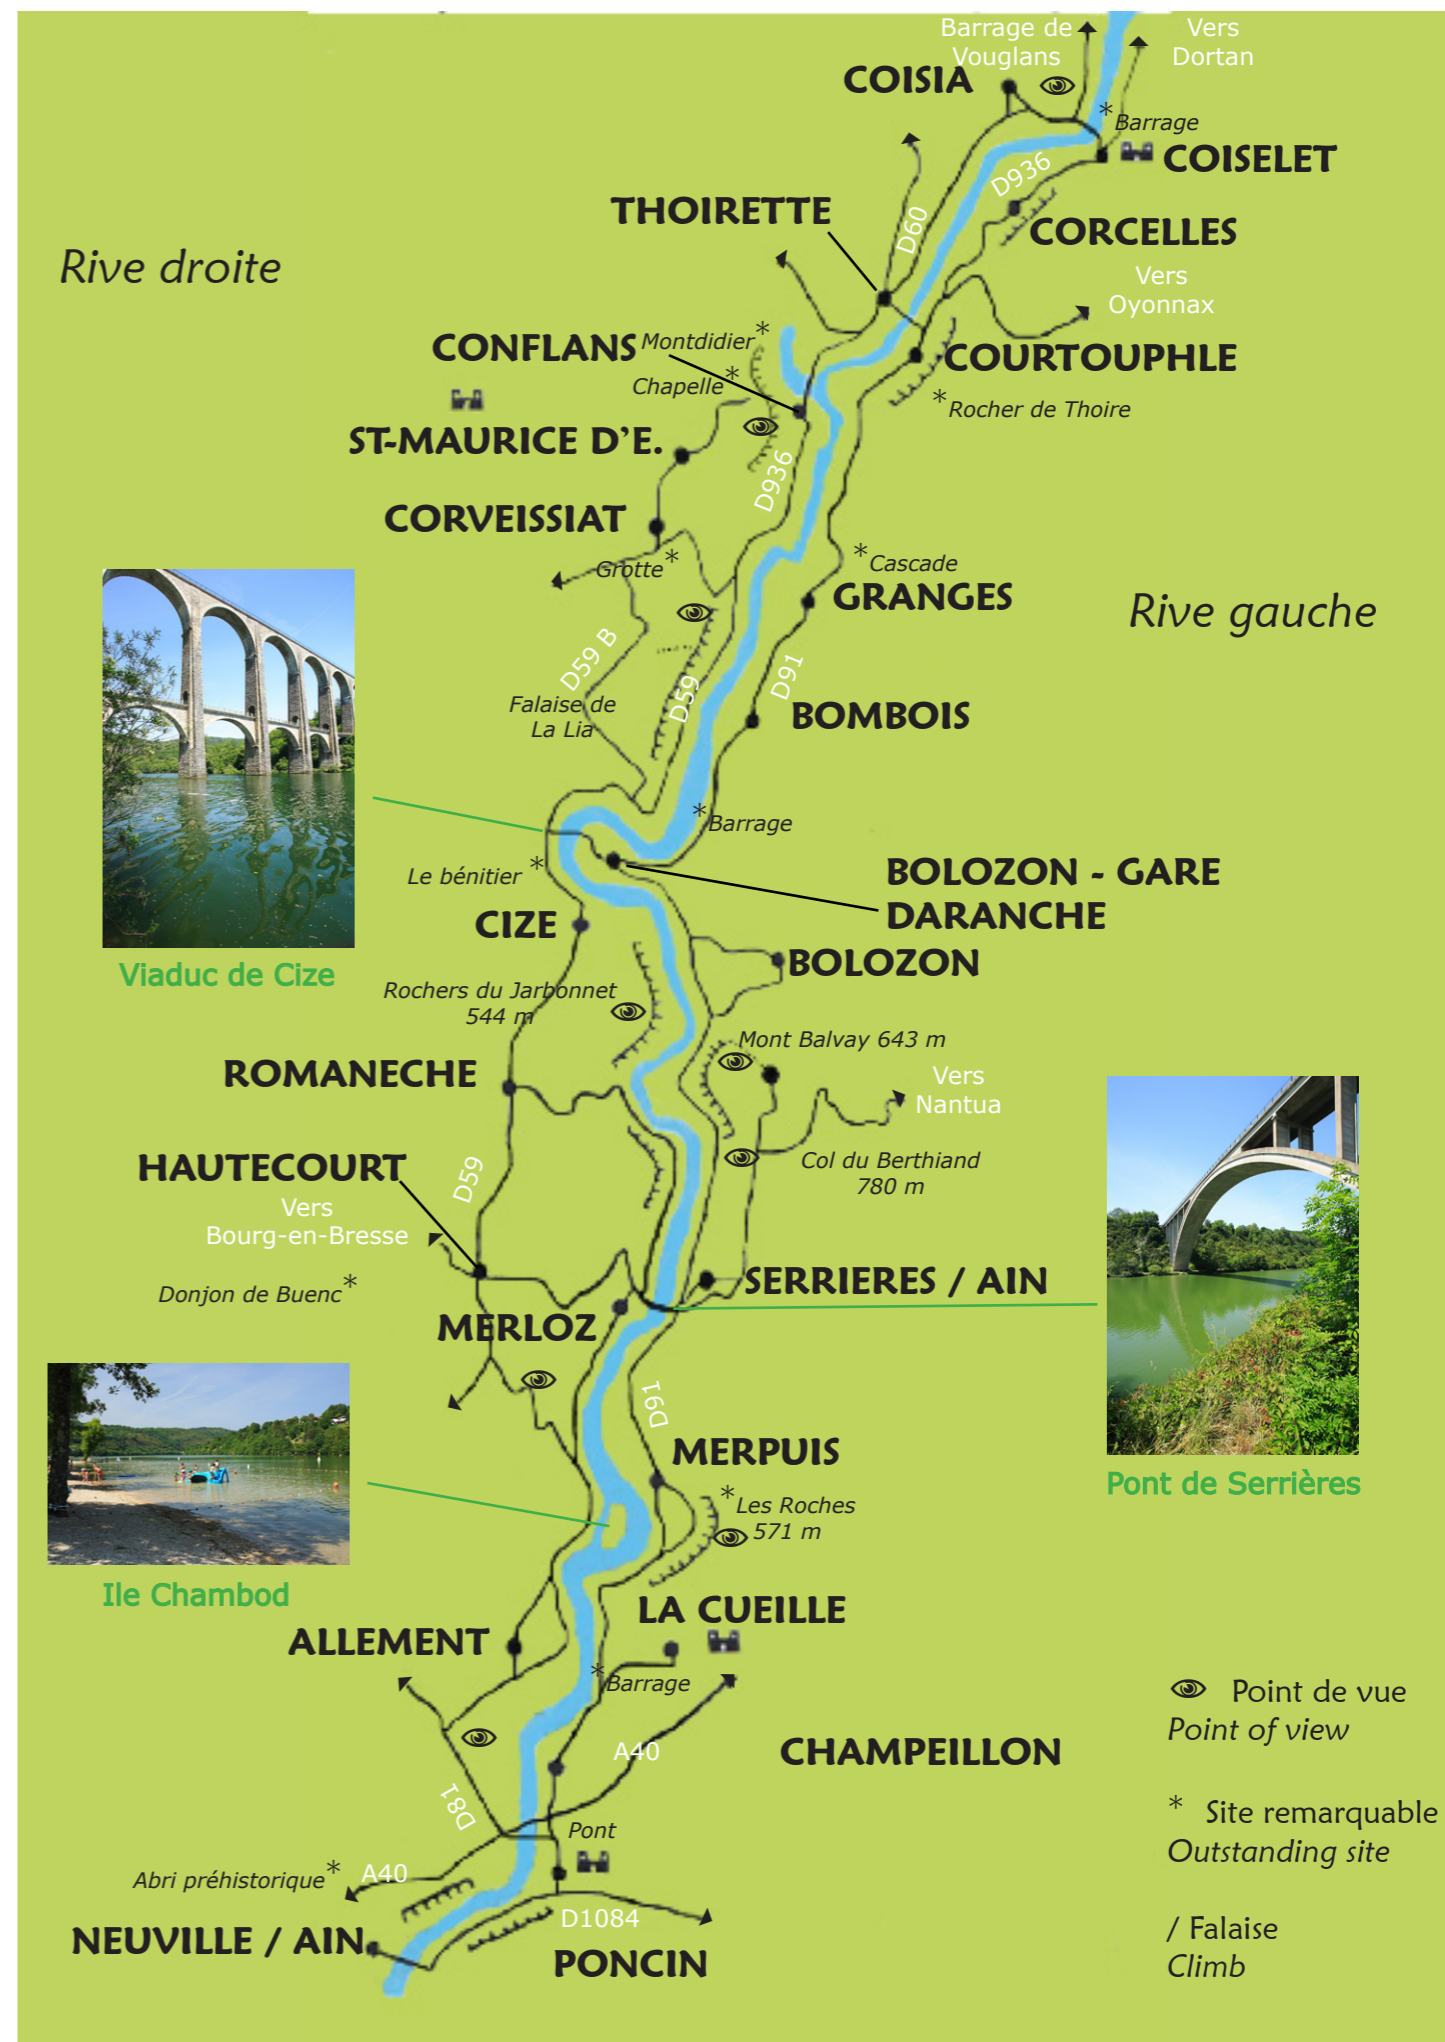 Barrage de
Vouglans
Vers
Dortan
COISIA
*Barrage
COISELET
D936
THOIRETTE
D60
CORCELLES
Rive droite
Vers
Oyonnax
CONFLANS
Montdidier*
COURTOUPHLE
Chapelle*
*Rocher de Thoire
ST-MAURICE D'E.
D936
CORVEISSIAT
Grotte*
*Cascade
GRANGES
Rive gauche
D59 B
D59
D91
Falaise de
La Lia
BOMBOIS
*Barrage
Le bénitier *
BOLOZON - GARE
DARANCHE
CIZE
BOLOZON
Viaduc de Cize
Rochers du Jarbonnet
544 m
Mont Balvay 643 m
ROMANECHE
Vers
Nantua
HAUTECOURT
D59
Col du Berthiand
780 m
Vers
Bourg-en-Bresse
SERRIERES / AIN
Donjon de Buenc*
MERLOZ
D91
MERPUIS
Pont de Serrières
*Les Roches
571 m
Ile Chambod
LA CUEILLE
ALLEMENT
*Barrage
Point de vue
Point of view
A40
CHAMPEILLON
D81
* Site remarquable
Outstanding site
Pont
Abri préhistorique*
A40
D1084
/ Falaise
Climb
NEUVILLE / AIN
PONCIN